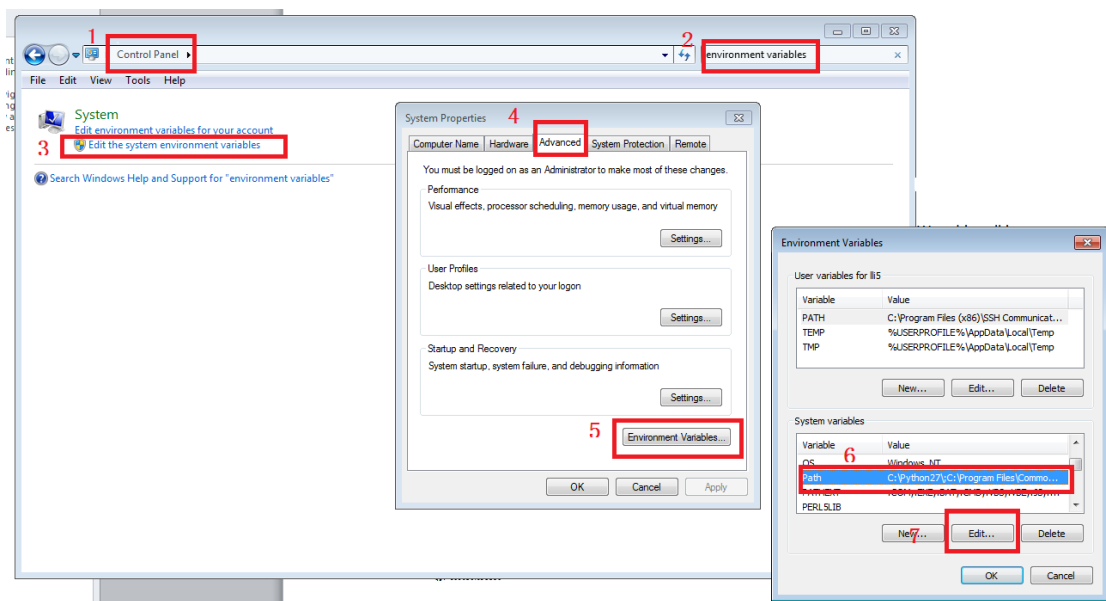 1
2
Control Panel
environment variables
File Edit View Tools Help
System
Edit environment variables for your account
3
Edit the system environment variables
Search Windows Help and Support for "environment variables"
System Properties
4
Computer Name Hardware Advanced System Protection Remote
You must be logged on as an Administrator to make most of these changes.
Performance
Visual effects, processor scheduling, memory usage, and virtual memory
Settings...
User Profiles
Desktop settings related to your logon
Settings...
Startup and Recovery
System startup, system failure, and debugging information
Settings...
5
Environment Variables...
OK Cancel Apply
Environment Variables
User variables for lli5
Variable Value
PATH C:\Program Files (x86)\SSH Communicat...
TEMP %USERPROFILE%\AppData\Local\Temp
TMP %USERPROFILE%\AppData\Local\Temp
New... Edit... Delete
System variables
Variable Value
6
OS Windows_NT
Path C:\Python27\;C:\Program Files\Commo...
PATHEXT
PERL5LIB
New... Edit... Delete
7
OK Cancel